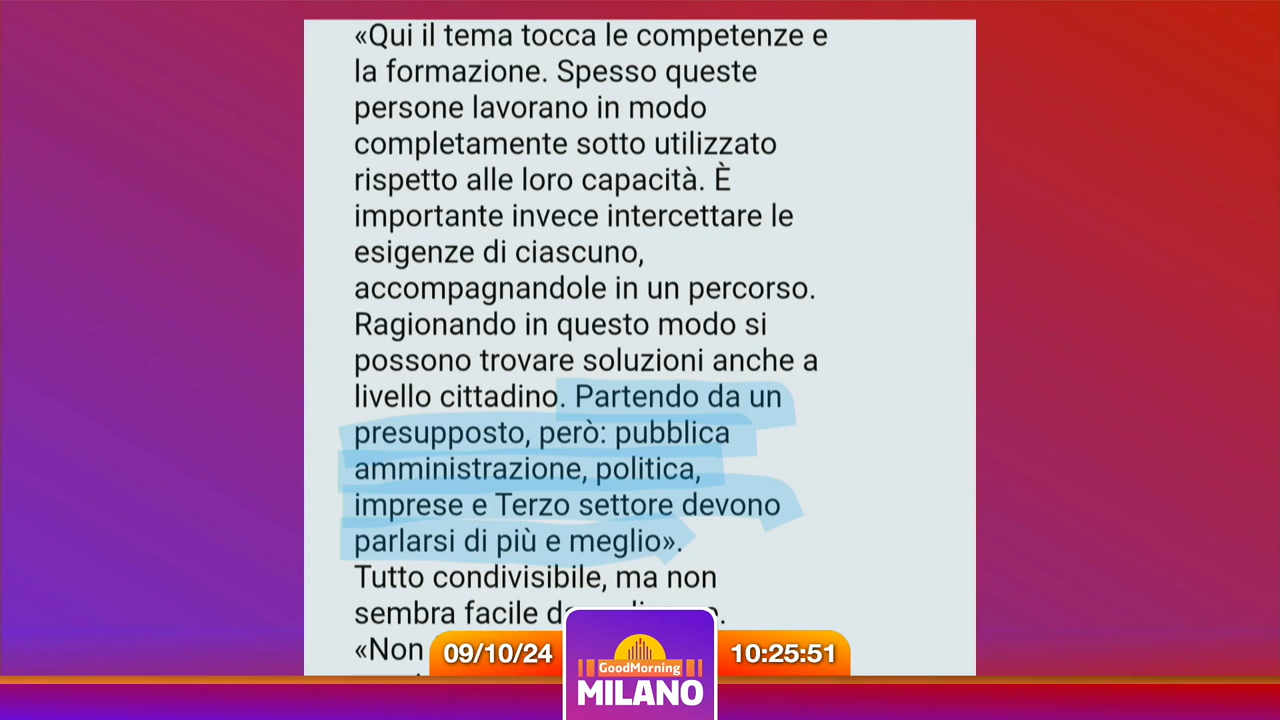 «Qui il tema tocca le competenze e
la formazione. Spesso queste
persone lavorano in modo
completamente sotto utilizzato
rispetto alle loro capacità. È
importante invece intercettare le
esigenze di ciascuno,
accompagnandole in un percorso.
Ragionando in questo modo si
possono trovare soluzioni anche a
livello cittadino. Partendo da un
presupposto, però: pubblica
amministrazione, politica,
imprese e Terzo settore devono
parlarsi di più e meglio».
Tutto condivisibile, ma non
sembra facile
«Non
09/10/24
GoodMorning
MILANO
10:25:51